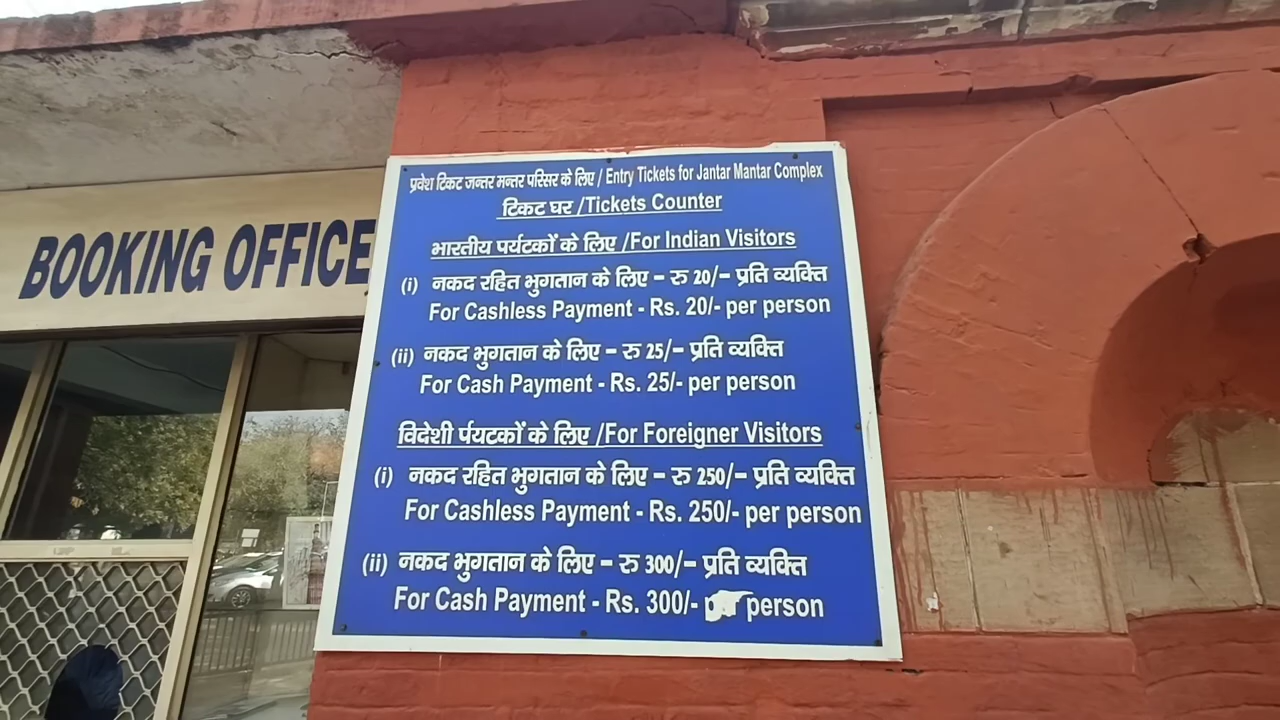 BOOKING OFFICE
प्रवेश टिकट जन्तर मन्तर परिसर के लिए / Entry Tickets for Jantar Mantar Complex
टिकट घर /Tickets Counter
भारतीय पर्यटकों के लिए /For Indian Visitors
(i) नकद रहित भुगतान के लिए – रु 20/– प्रति व्यक्ति
For Cashless Payment - Rs. 20/- per person
(ii) नकद भुगतान के लिए – रु 25/– प्रति व्यक्ति
For Cash Payment - Rs. 25/- per person
विदेशी र्पयटकों के लिए /For Foreigner Visitors
(i) नकद रहित भुगतान के लिए – रु 250/– प्रति व्यक्ति
For Cashless Payment - Rs. 250/- per person
(ii) नकद भुगतान के लिए – रु 300/– प्रति व्यक्ति
For Cash Payment - Rs. 300/- per person